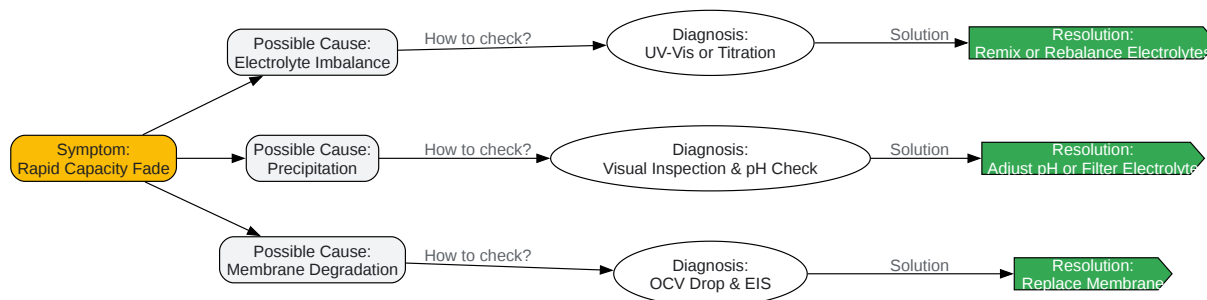 Symptom:
Rapid Capacity Fade
Possible Cause:
Electrolyte Imbalance
How to check?
Diagnosis:
UV-Vis or Titration
Solution
Resolution:
Remix or Rebalance Electrolytes
Possible Cause:
Precipitation
How to check?
Diagnosis:
Visual Inspection & pH Check
Solution
Resolution:
Adjust pH or Filter Electrolyte
Possible Cause:
Membrane Degradation
How to check?
Diagnosis:
OCV Drop & EIS
Solution
Resolution:
Replace Membrane